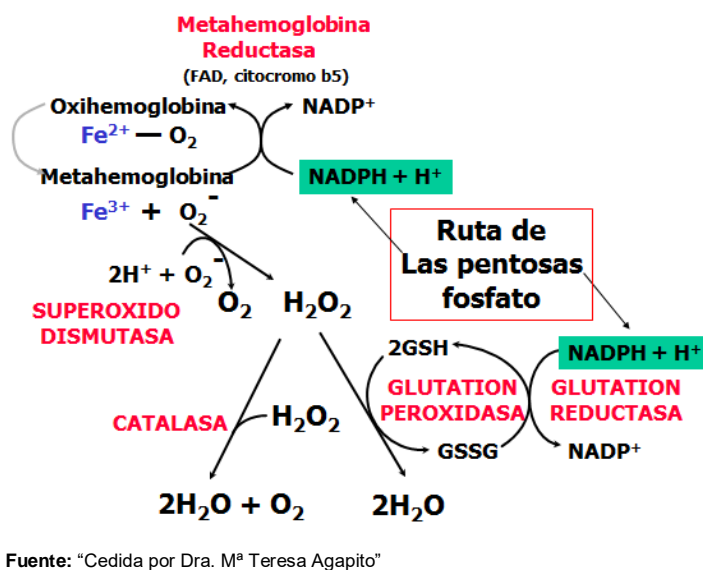 Metahemoglobina
Reductasa
(FAD, citocromo b5)
Oxihemoglobina
NADP⁺
Fe²⁺ — O₂
Metahemoglobina
NADPH + H⁺
Fe³⁺ + O₂⁻
Ruta de
Las pentosas
fosfato
2H⁺ + O₂⁻
SUPEROXIDO
DISMUTASA
O₂
H₂O₂
2GSH
NADPH + H⁺
GLUTATION
PEROXIDASA
GLUTATION
REDUCTASA
CATALASA
H₂O₂
GSSG
NADP⁺
2H₂O + O₂
2H₂O
Fuente: “Cedida por Dra. Mª Teresa Agapito”